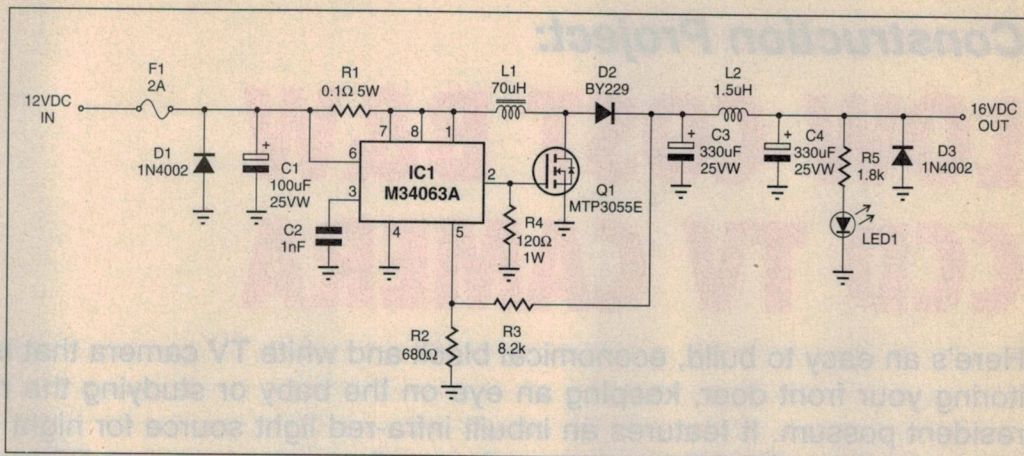 Construction Project:
F1
2A
R1
0.1Ω 5W
L1
70uH
D2
BY229
L2
1.5uH
12VDC
IN
16VDC
OUT
7
8
1
6
3
2
4
5
IC1
M34063A
D1
1N4002
+
C1
100uF
25VW
C2
1nF
Q1
MTP3055E
R4
120Ω
1W
+
C3
330uF
25VW
+
C4
330uF
25VW
R5
1.8k
D3
1N4002
LED1
R2
680Ω
R3
8.2k
CCTV CAMERA
Here's an easy to build, economical black and white TV camera that
itoring your front door, keeping an eye on the baby or studying the
resident possum. It features an inbuilt infra-red light source for night